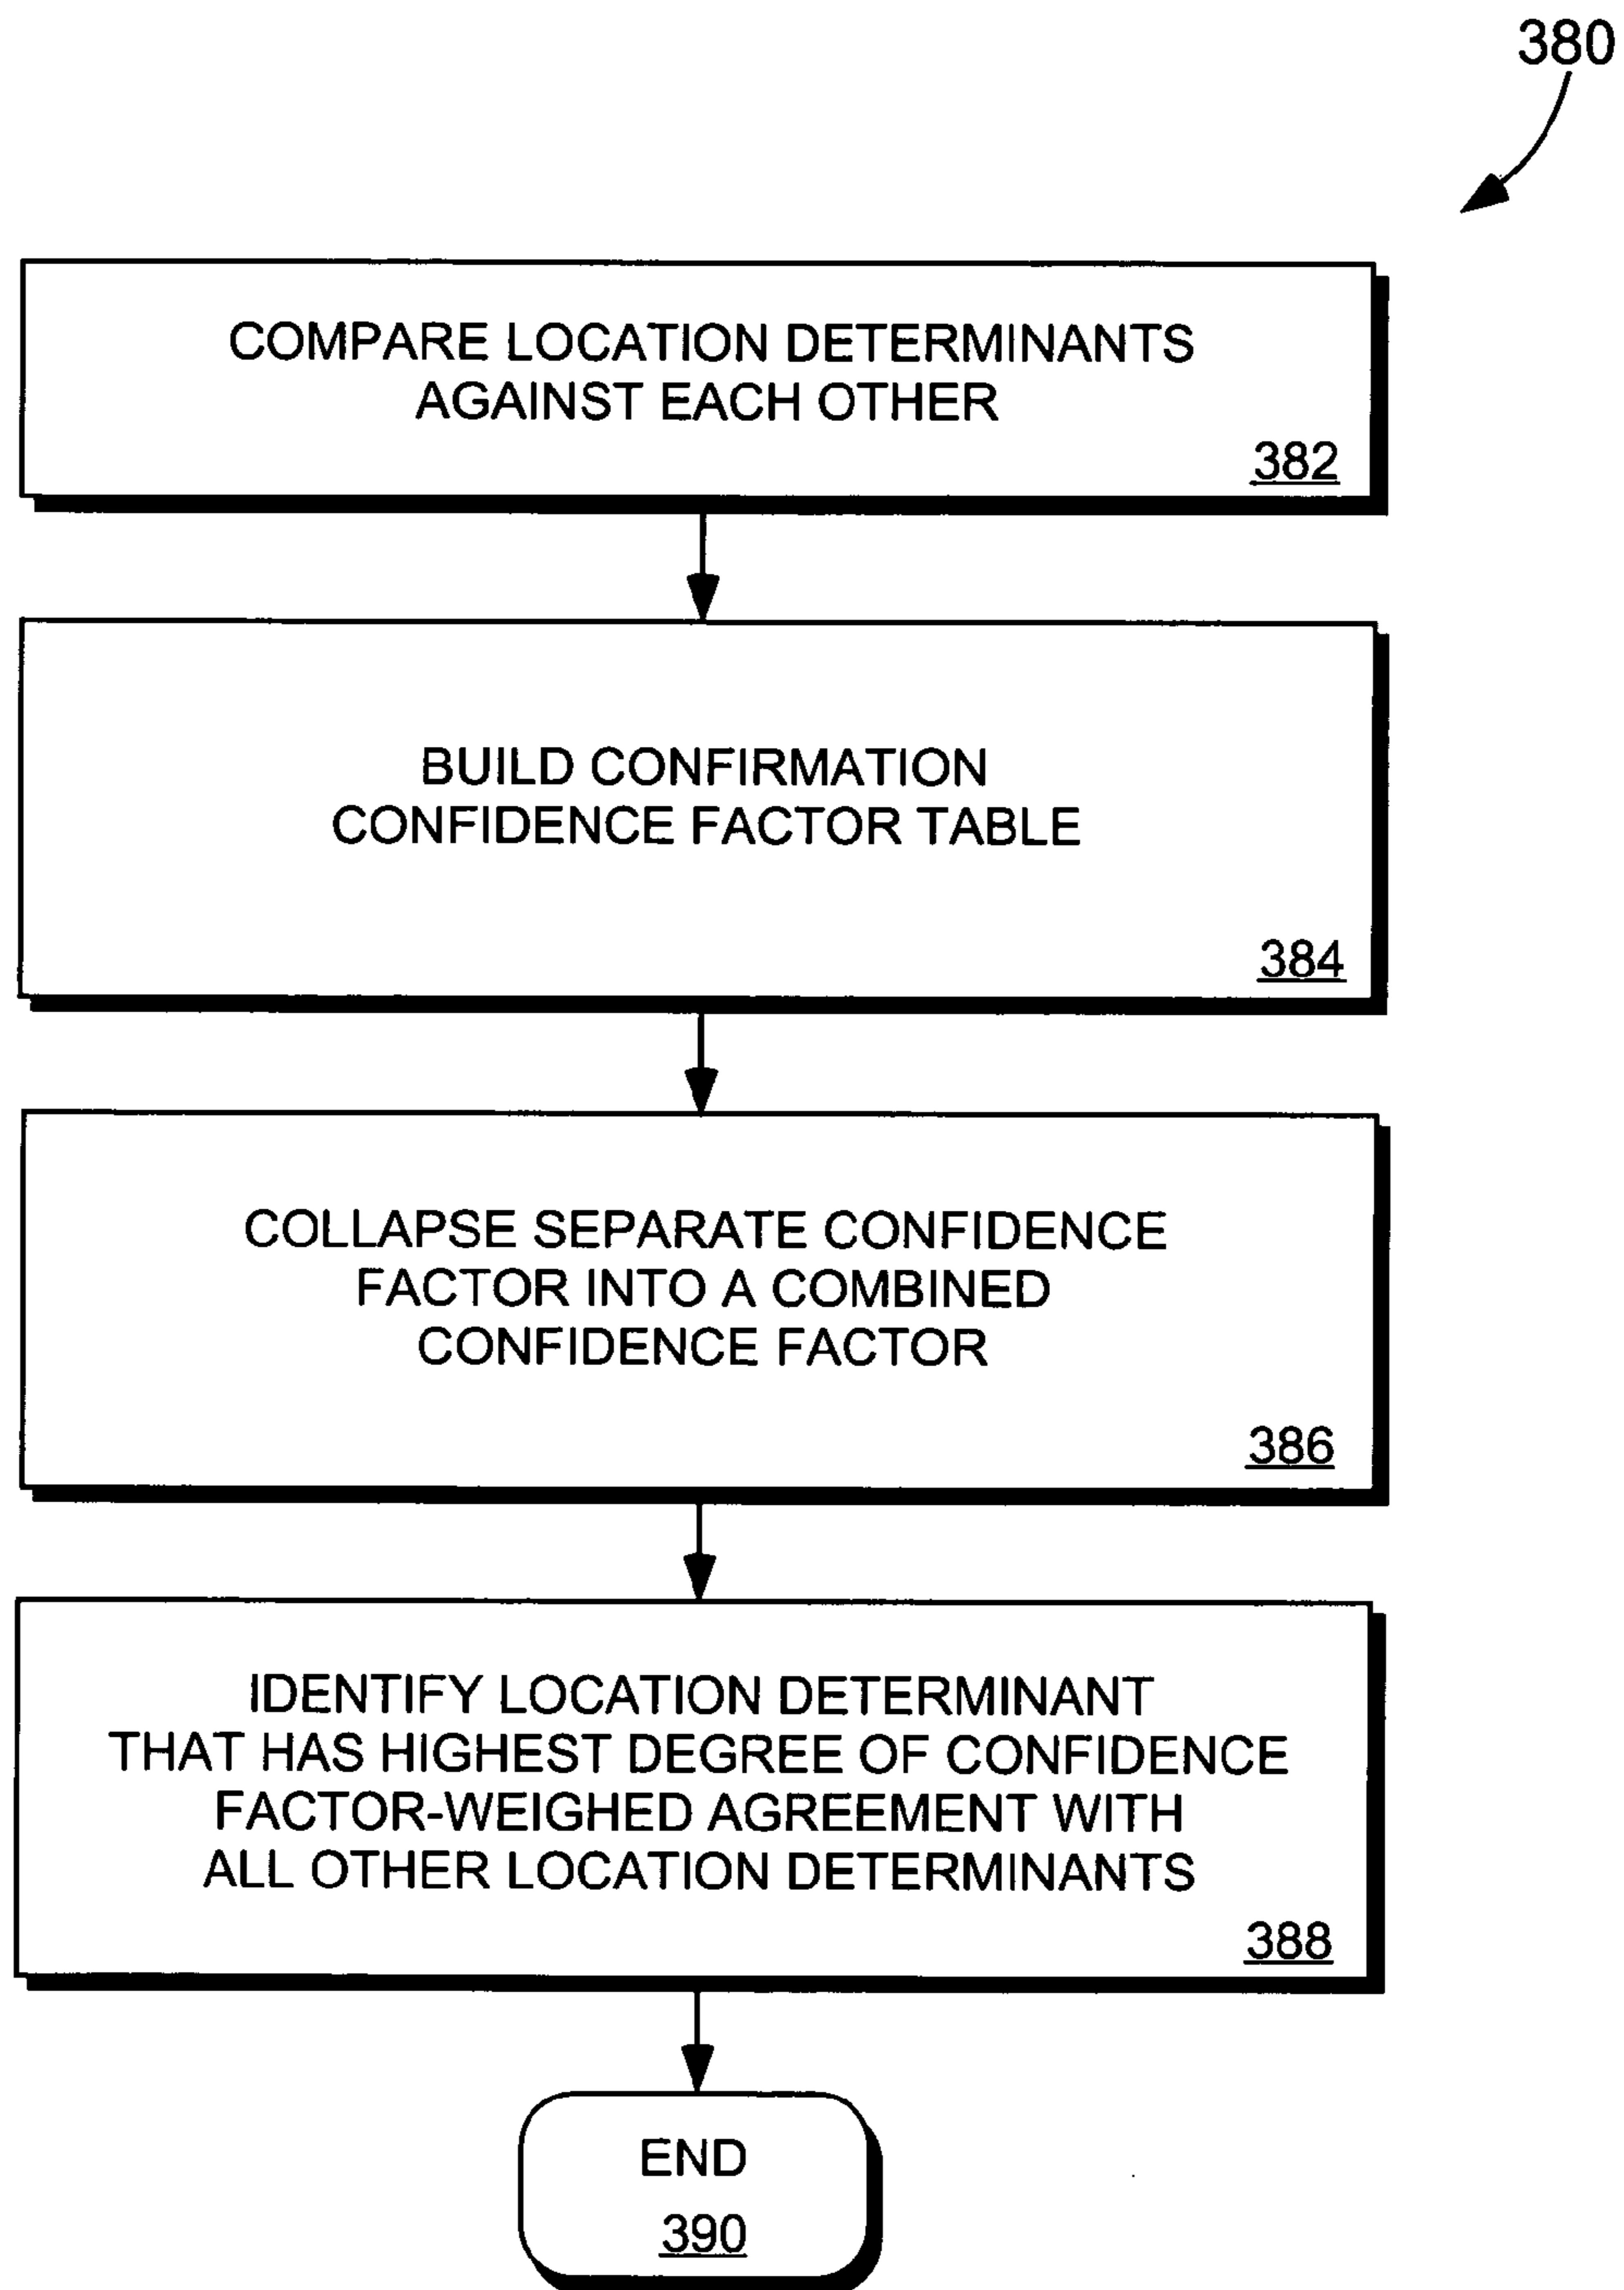 380
COMPARE LOCATION DETERMINANTS
AGAINST EACH OTHER
382
BUILD CONFIRMATION
CONFIDENCE FACTOR TABLE
384
COLLAPSE SEPARATE CONFIDENCE
FACTOR INTO A COMBINED
CONFIDENCE FACTOR
386
IDENTIFY LOCATION DETERMINANT
THAT HAS HIGHEST DEGREE OF CONFIDENCE
FACTOR-WEIGHED AGREEMENT WITH
ALL OTHER LOCATION DETERMINANTS
388
END
390